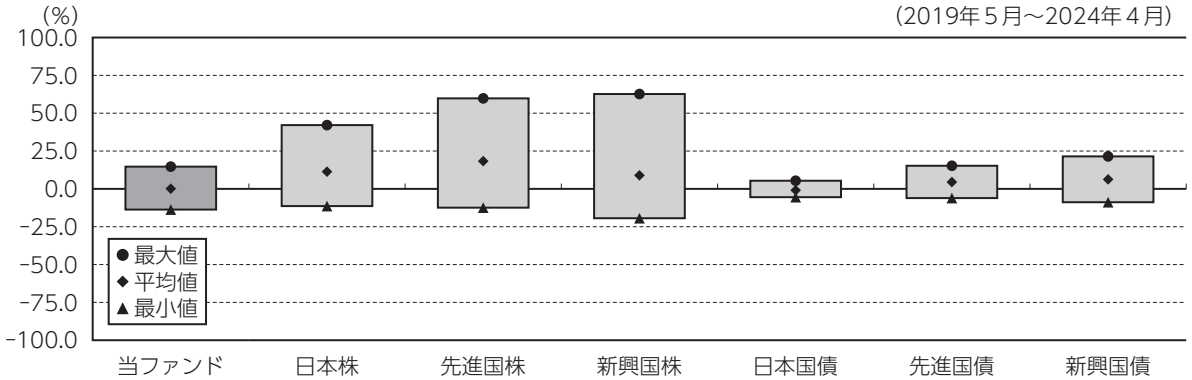 (%)
(2019年5月～2024年4月)
100.0
75.0
50.0
25.0
0.0
-25.0
-50.0
-75.0
-100.0
● 最大値
◆ 平均値
▲ 最小値
当ファンド 日本株 先進国株 新興国株 日本国債 先進国債 新興国債